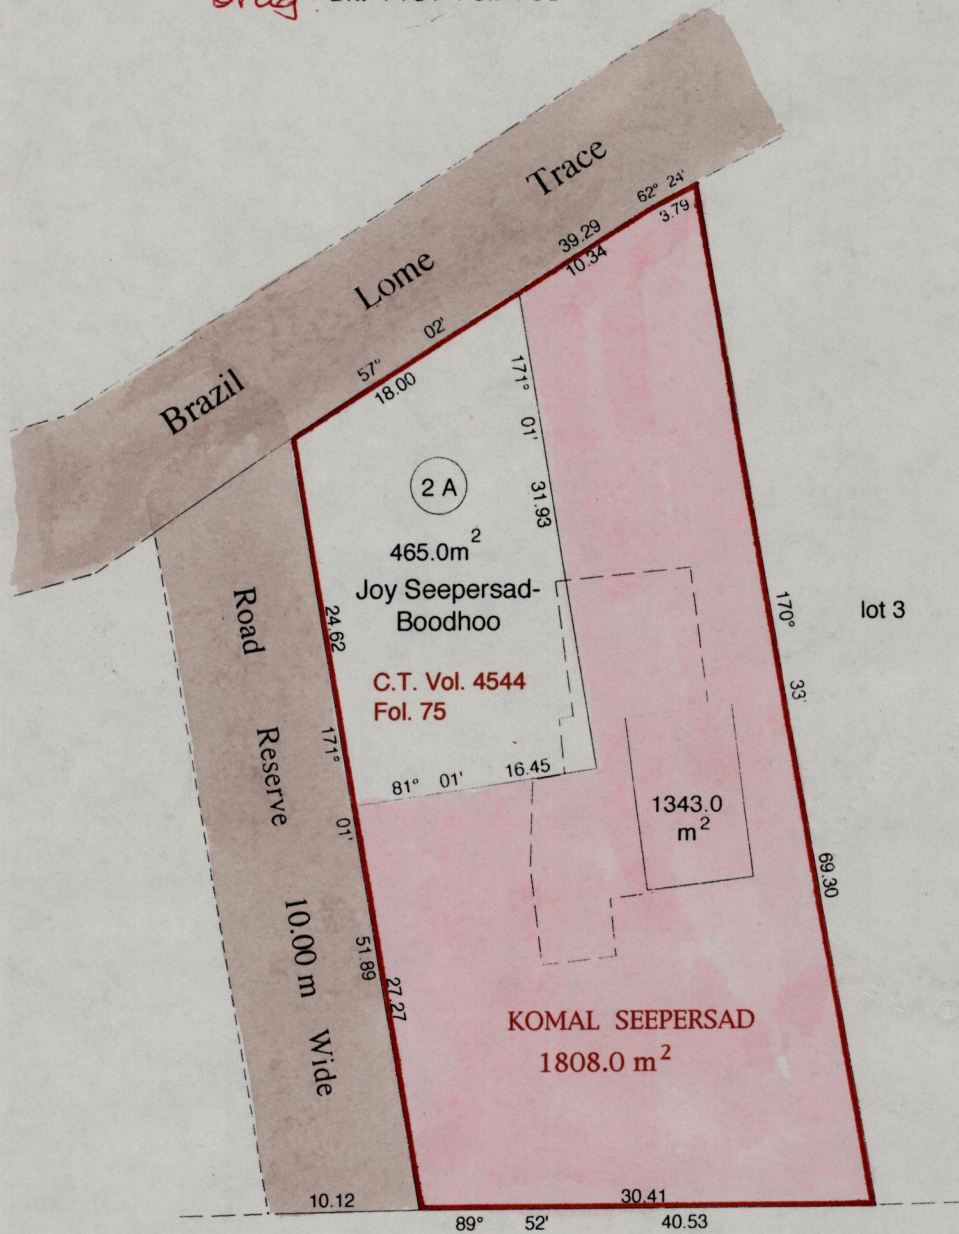 Trace
62° 24'
3.79
39.29
10.34
Lome
02'
57°
18.00
Brazil
171°
01'
31.93
2 A
465.0m²
Joy Seepersad-
Boodhoo
C.T. Vol. 4544
Fol. 75
81° 01' 16.45
24.62
171°
01'
51.89
27.27
Road
Reserve
10.00 m
Wide
170°
33'
69.30
lot 3
1343.0
m²
KOMAL SEEPERSAD
1808.0 m²
10.12
30.41
89° 52' 40.53